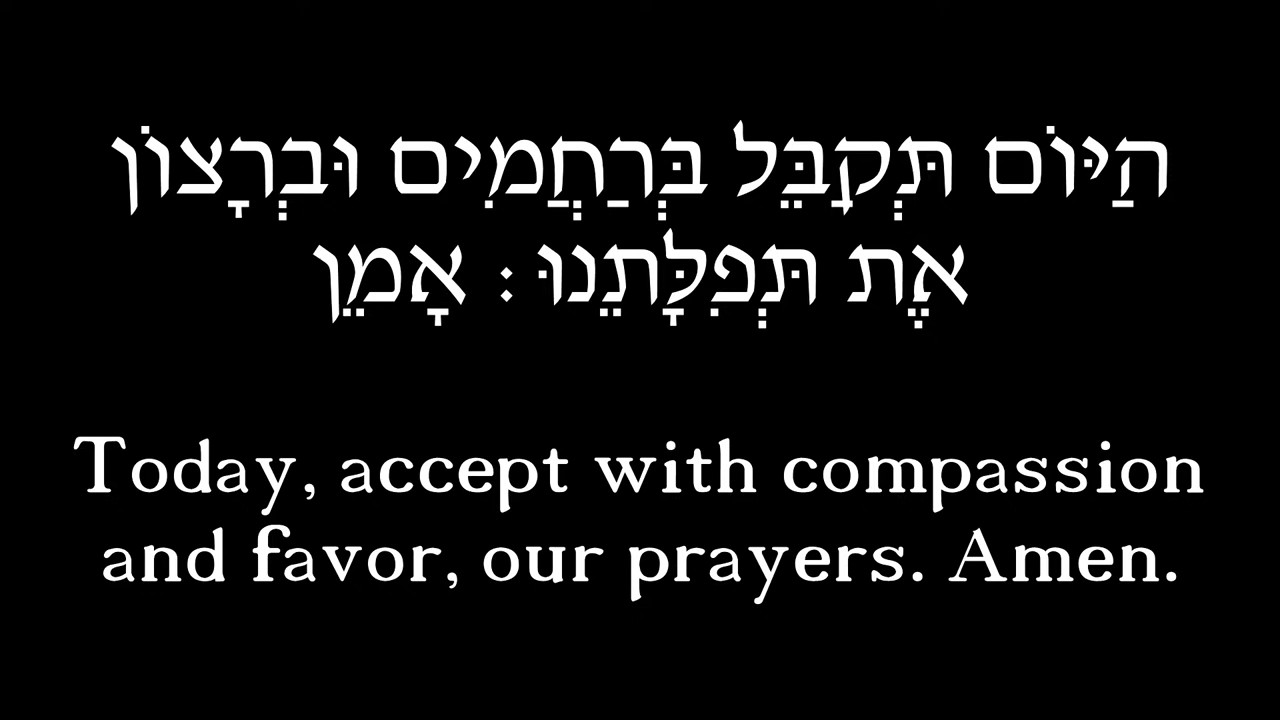 הַיּוֹם תְּקַבֵּל בְּרַחֲמִים וּבְרָצוֹן
אֶת תְּפִלָּתֵנוּ: אָמֵן
Today, accept with compassion
and favor, our prayers. Amen.